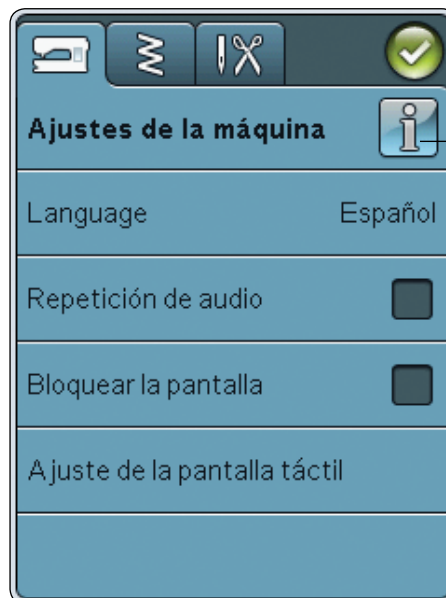 Ajustes de la máquina
Language Español
Repetición de audio
Bloquear la pantalla
Ajuste de la pantalla táctil